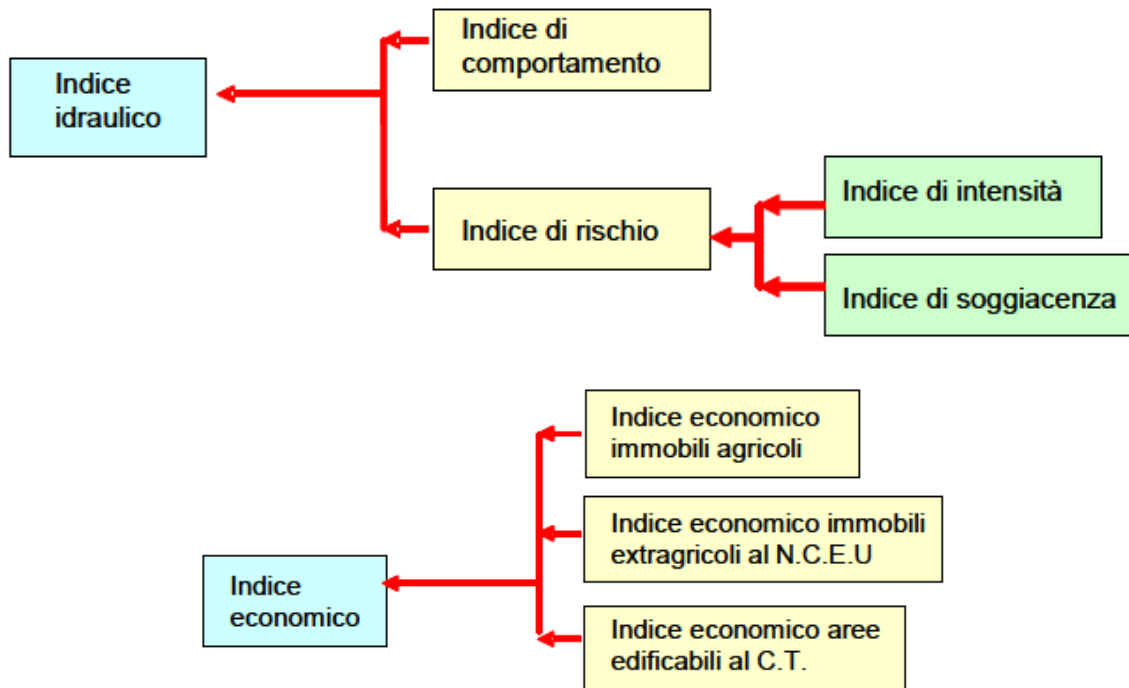 Indice di
comportamento
Indice
idraulico
Indice di intensità
Indice di rischio
Indice di soggiacenza
Indice economico
immobili agricoli
Indice economico immobili
extragricoli al N.C.E.U
Indice
economico
Indice economico aree
edificabili al C.T.